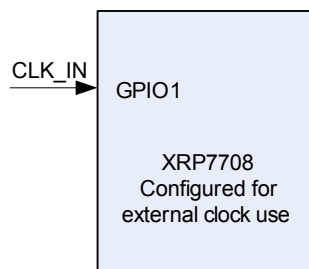 CLK_IN
GPIO1
XRP7708
Configured for
external clock use